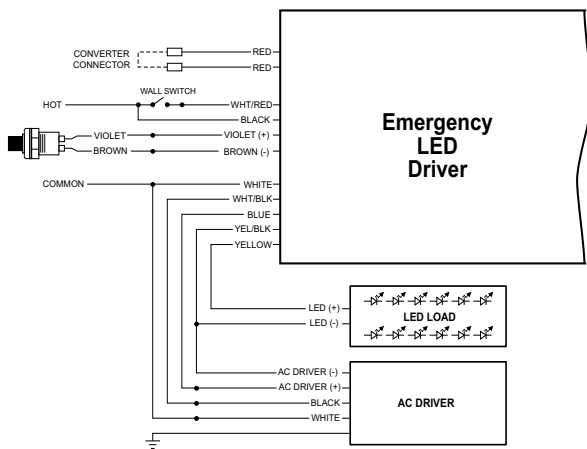 CONVERTER
CONNECTOR
RED
RED
WALL SWITCH
HOT
WHT/RED
BLACK
VIOLET
VIOLET (+)
BROWN
BROWN (-)
COMMON
WHITE
WHT/BLK
BLUE
YEL/BLK
YELLOW
Emergency
LED
Driver
LED (+)
LED (-)
LED LOAD
AC DRIVER (-)
AC DRIVER (+)
BLACK
WHITE
AC DRIVER